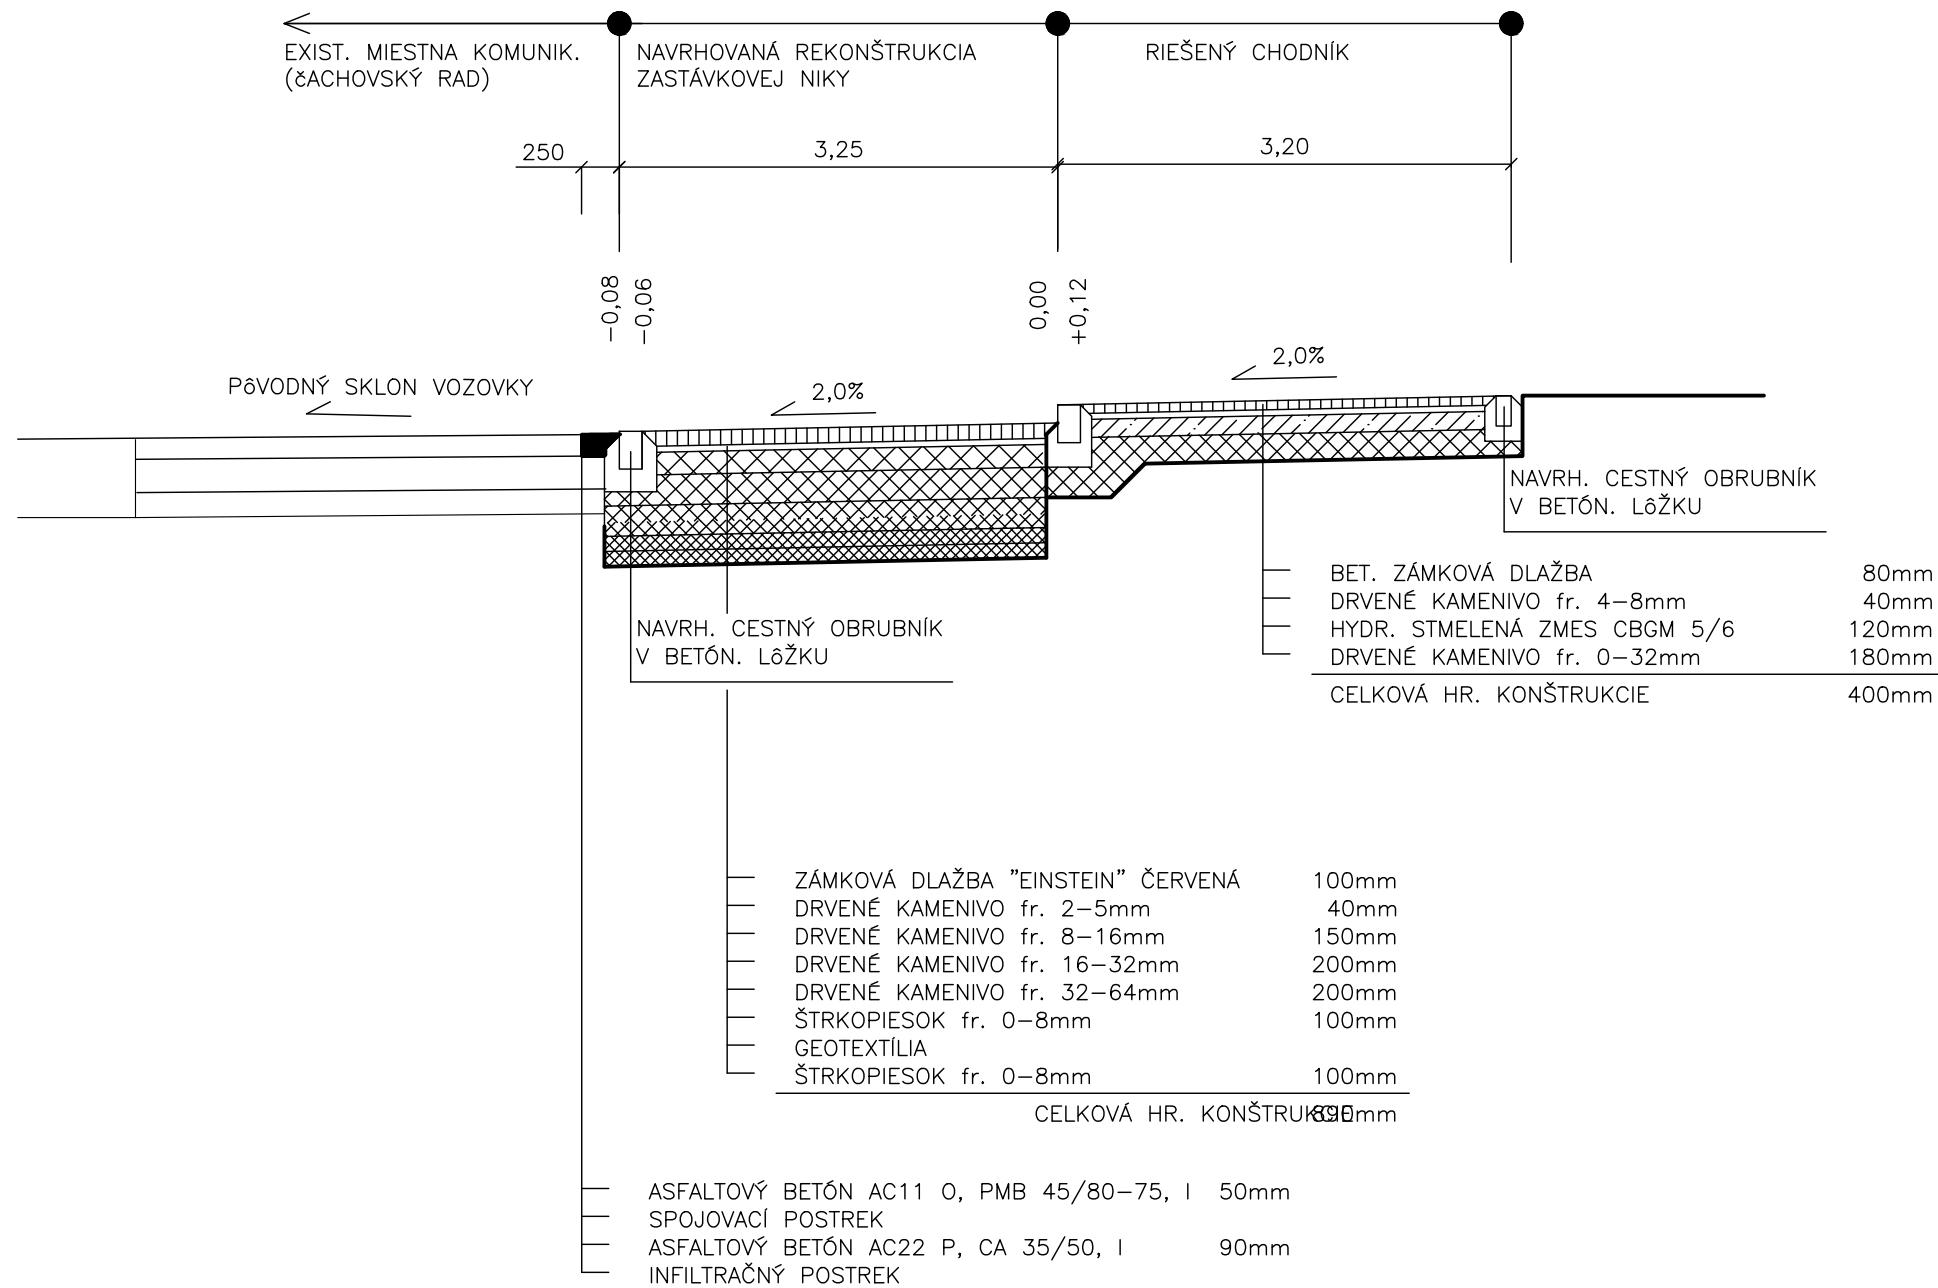 EXIST. MIESTNA KOMUNIK.
(čACHOVSKÝ RAD)
NAVRHOVANÁ REKONŠTRUKCIA
ZASTÁVKOVEJ NIKY
RIEŠENÝ CHODNÍK
250
3,25
3,20
-0,08
-0,06
0,00
+0,12
PôVODNÝ SKLON VOZOVKY
2,0%
2,0%
NAVRH. CESTNÝ OBRUBNÍK
V BETÓN. LôŽKU
BET. ZÁMKOVÁ DLAŽBA 80mm
DRVENÉ KAMENIVO fr. 4-8mm 40mm
HYDR. STMELENÁ ZMES CBGM 5/6 120mm
DRVENÉ KAMENIVO fr. 0-32mm 180mm
CELKOVÁ HR. KONŠTRUKCIE 400mm
NAVRH. CESTNÝ OBRUBNÍK
V BETÓN. LôŽKU
ZÁMKOVÁ DLAŽBA "EINSTEIN" ČERVENÁ 100mm
DRVENÉ KAMENIVO fr. 2-5mm 40mm
DRVENÉ KAMENIVO fr. 8-16mm 150mm
DRVENÉ KAMENIVO fr. 16-32mm 200mm
DRVENÉ KAMENIVO fr. 32-64mm 200mm
ŠTRKOPIESOK fr. 0-8mm 100mm
GEOTEXTÍLIA
ŠTRKOPIESOK fr. 0-8mm 100mm
CELKOVÁ HR. KONŠTRUKCIE 890mm
ASFALTOVÝ BETÓN AC11 O, PMB 45/80-75, I 50mm
SPOJOVACÍ POSTREK
ASFALTOVÝ BETÓN AC22 P, CA 35/50, I 90mm
INFILTRAČNÝ POSTREK